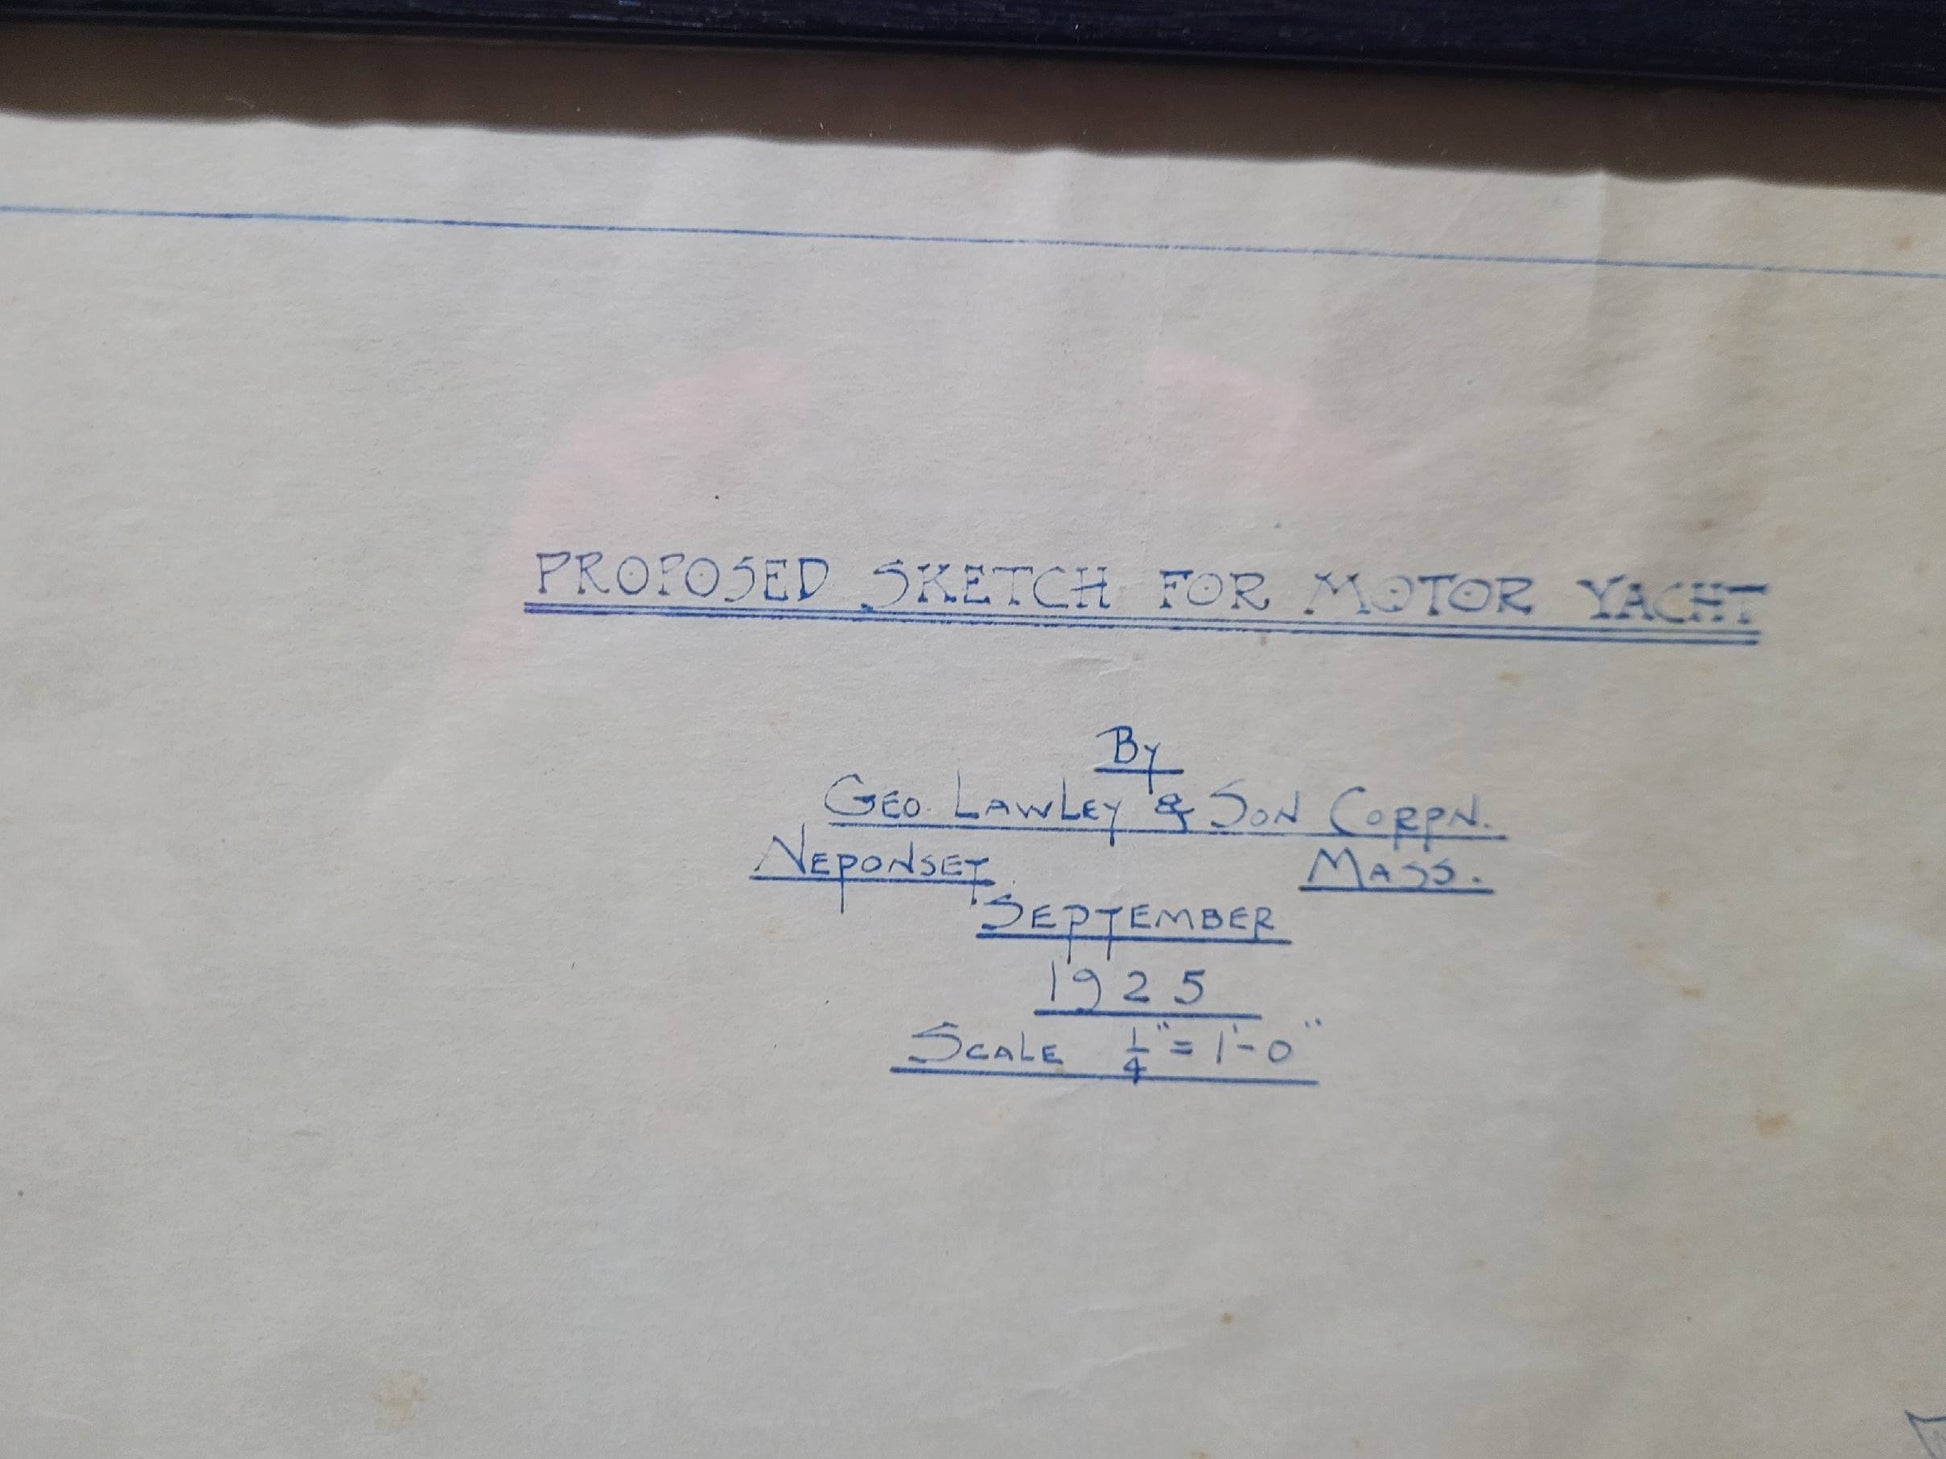 PROPOSED SKETCH FOR MOTOR YACHT
By
GEO. LAWLEY & SON CORPN.
NEPONSET MASS.
SEPTEMBER
1925
SCALE 1/4" = 1'-0"